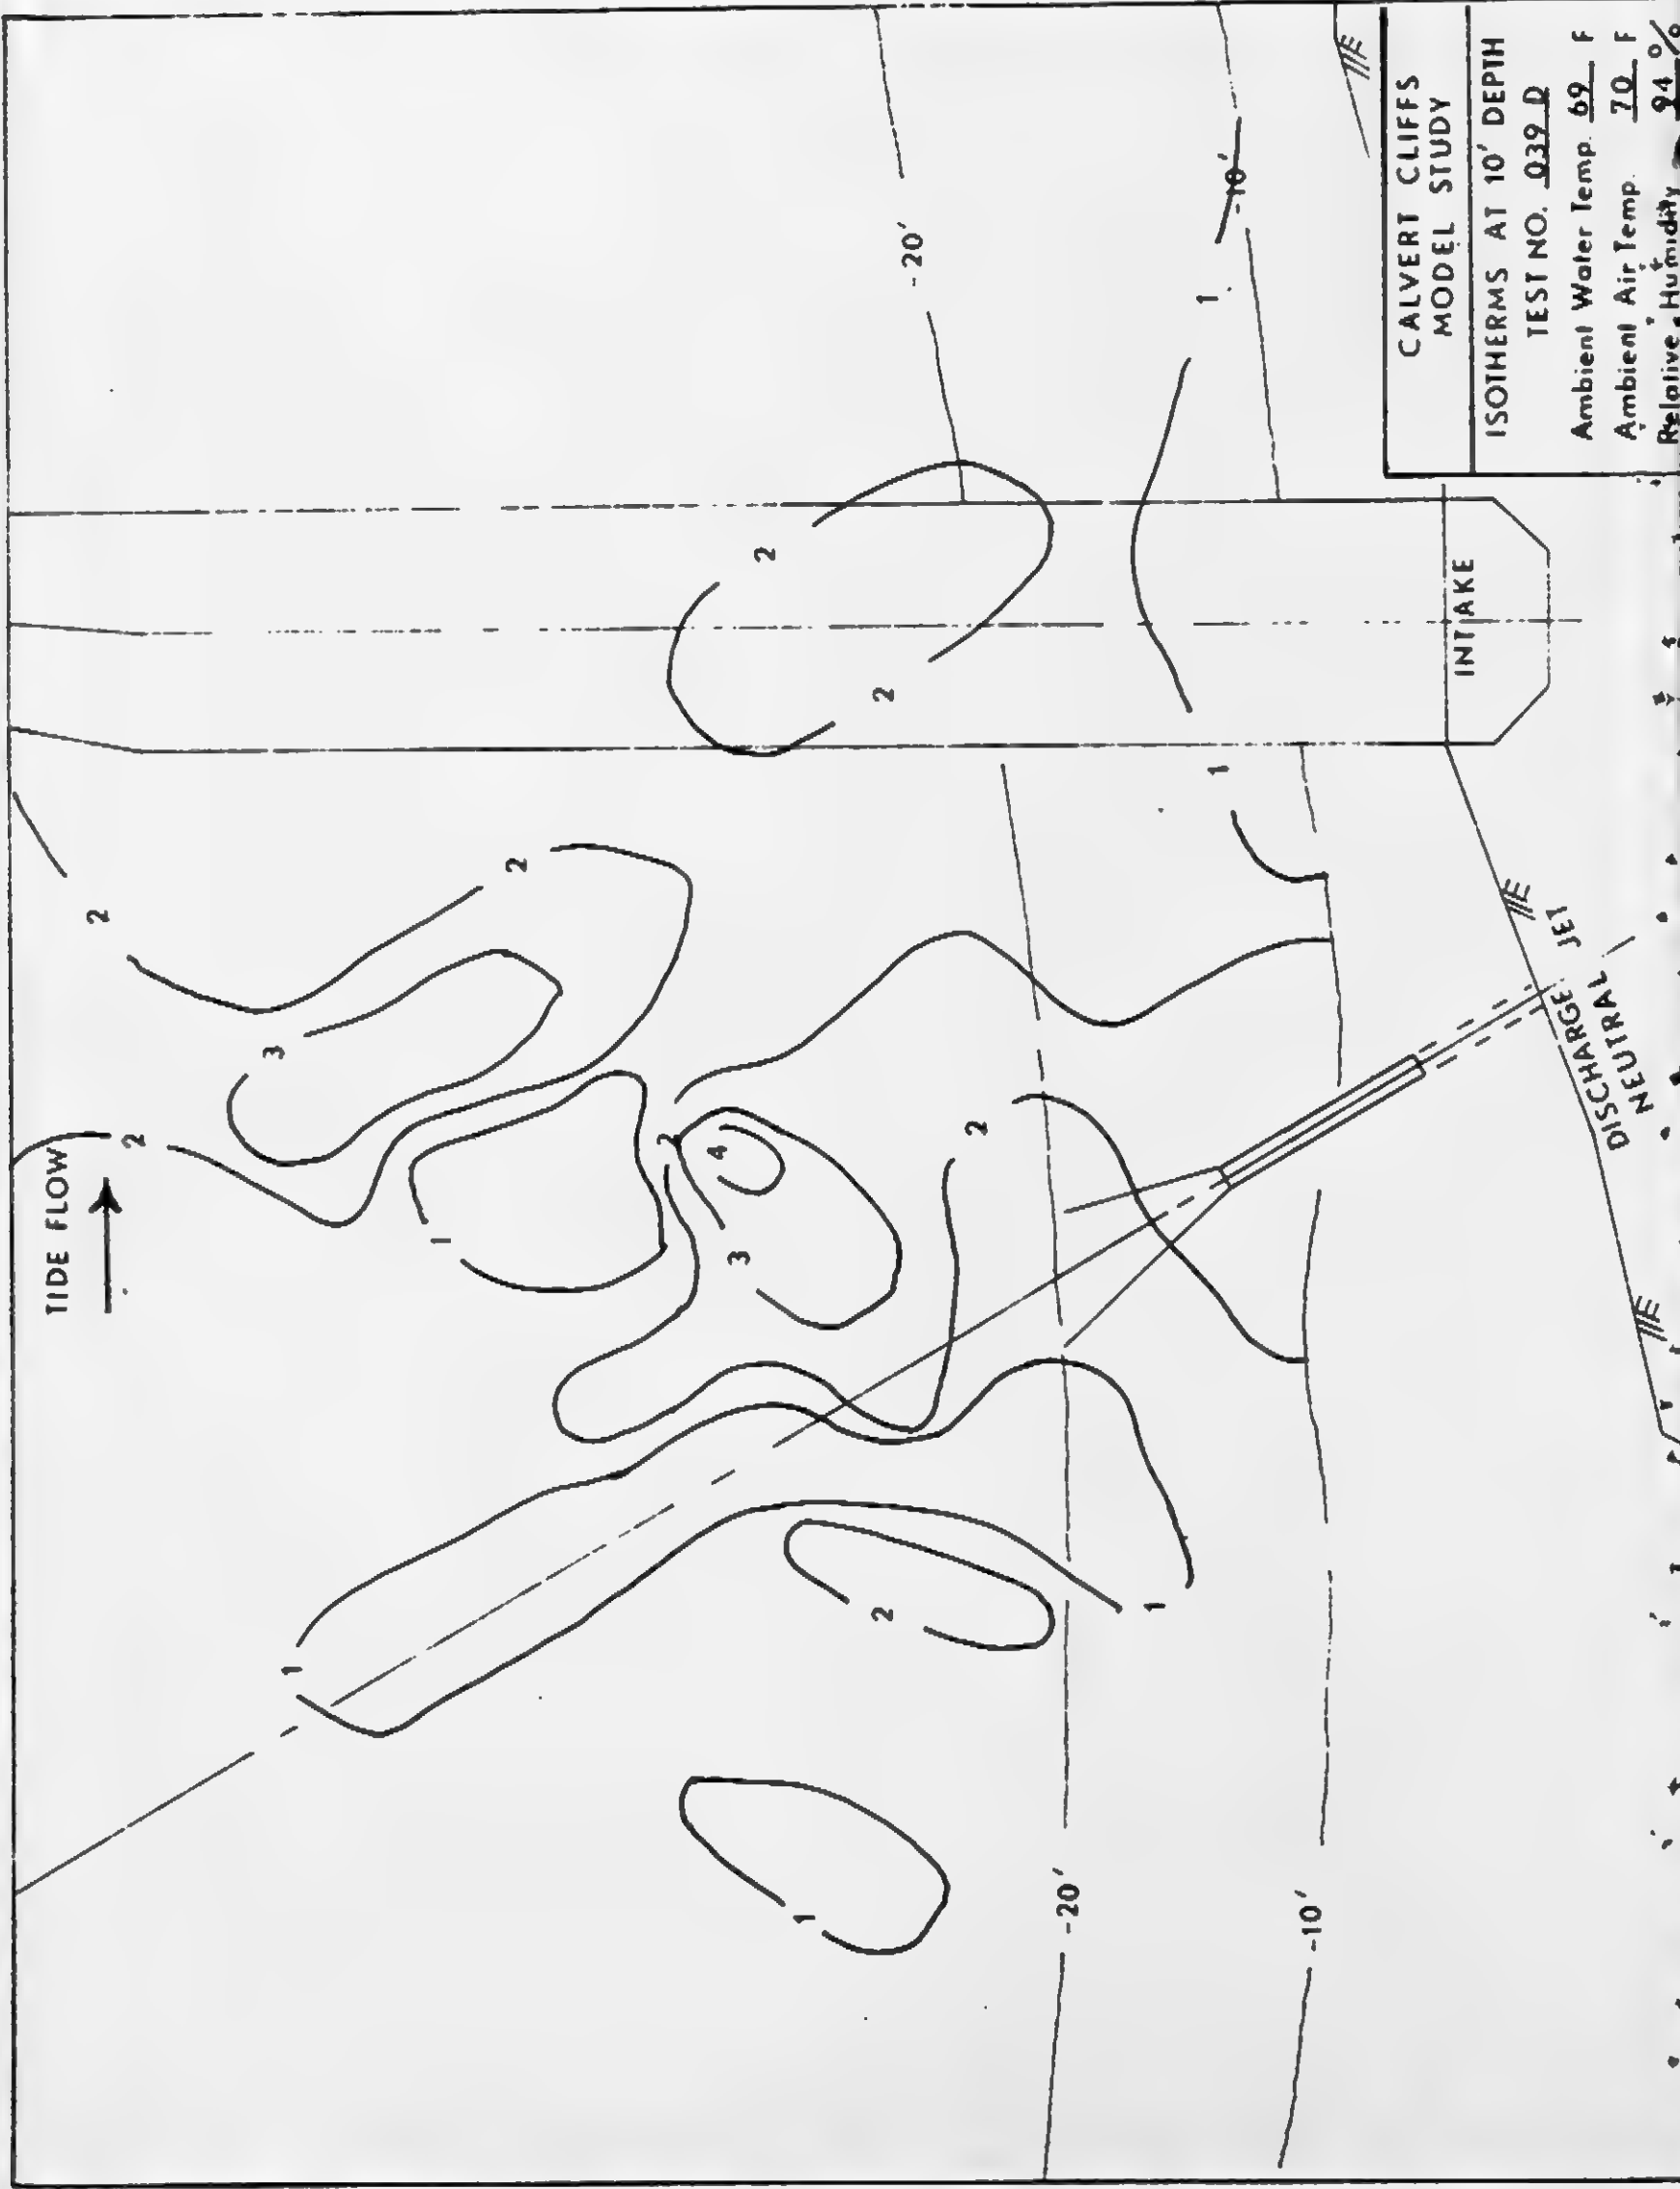 TIDE FLOW
2
2
2
3
1
2
4
3
2
1
2
1
1
2
2
1
1
-20'
-10'
-20'
-10'
INTAKE
DISCHARGE JET
NEUTRAL
CALVERT CLIFFS
MODEL STUDY
ISOTHERMS AT 10' DEPTH
TEST NO. 039 D
Ambient Water Temp. 69 F
Ambient Air Temp. 70 F
Relative Humidity 94 %